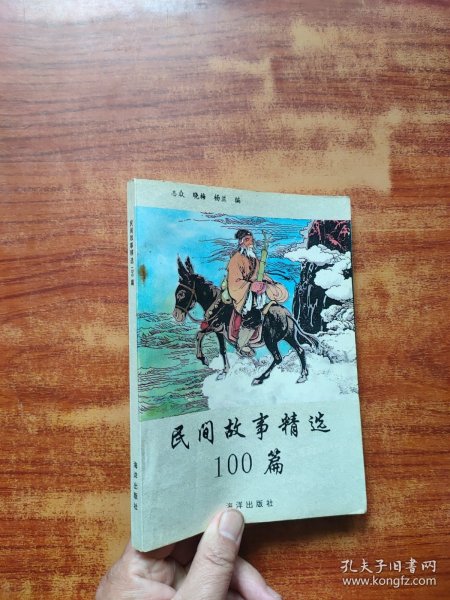 志众 晓梅 杨兰 编
民间故事精选
100篇
海洋出版社
民间故事精选100篇
海洋出版社
孔夫子旧书网
www.kongfz.com